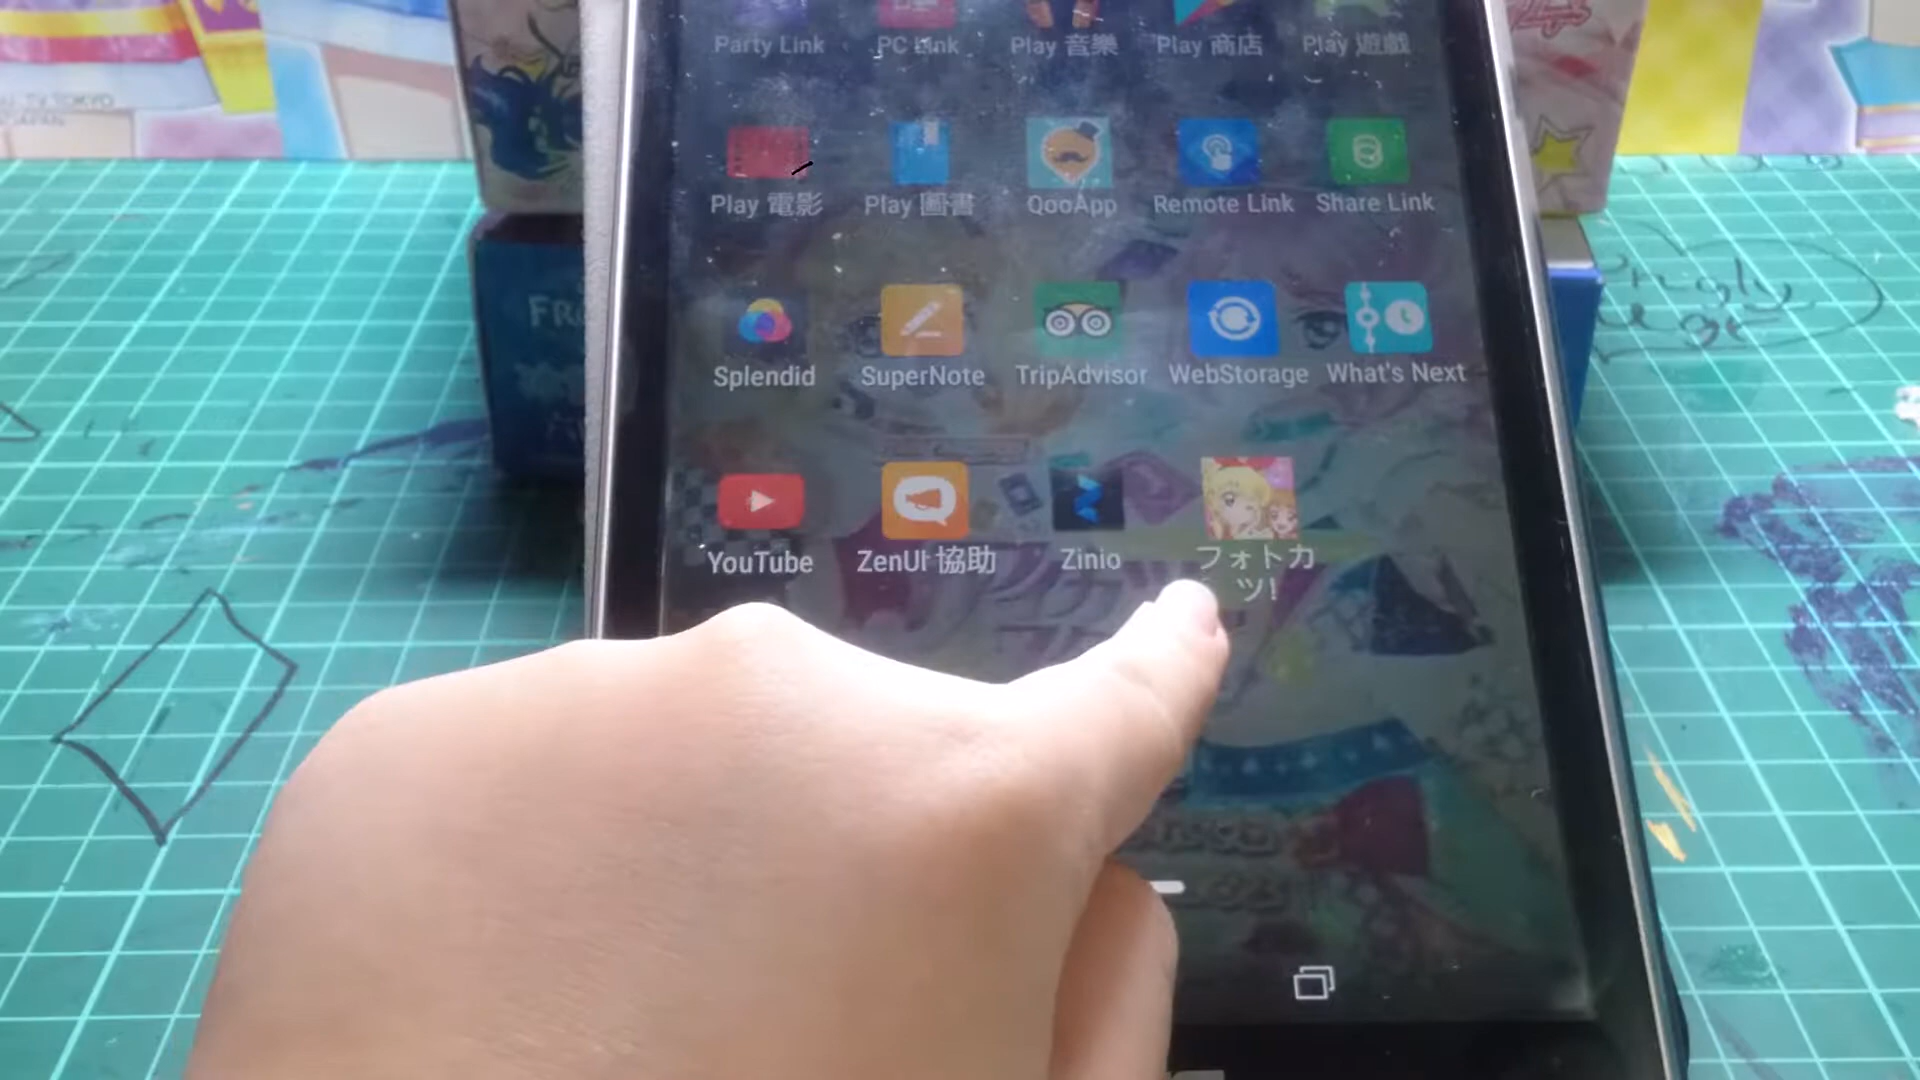 Party Link
PC Link
Play 音樂
Play 商店
Play 遊戲
TV TOKYO
Play 電影
Play 圖書
QooApp
Remote Link
Share Link
Splendid
SuperNote
TripAdvisor
WebStorage
What's Next
YouTube
ZenUI 協助
Zinio
フォトカ
ツ!